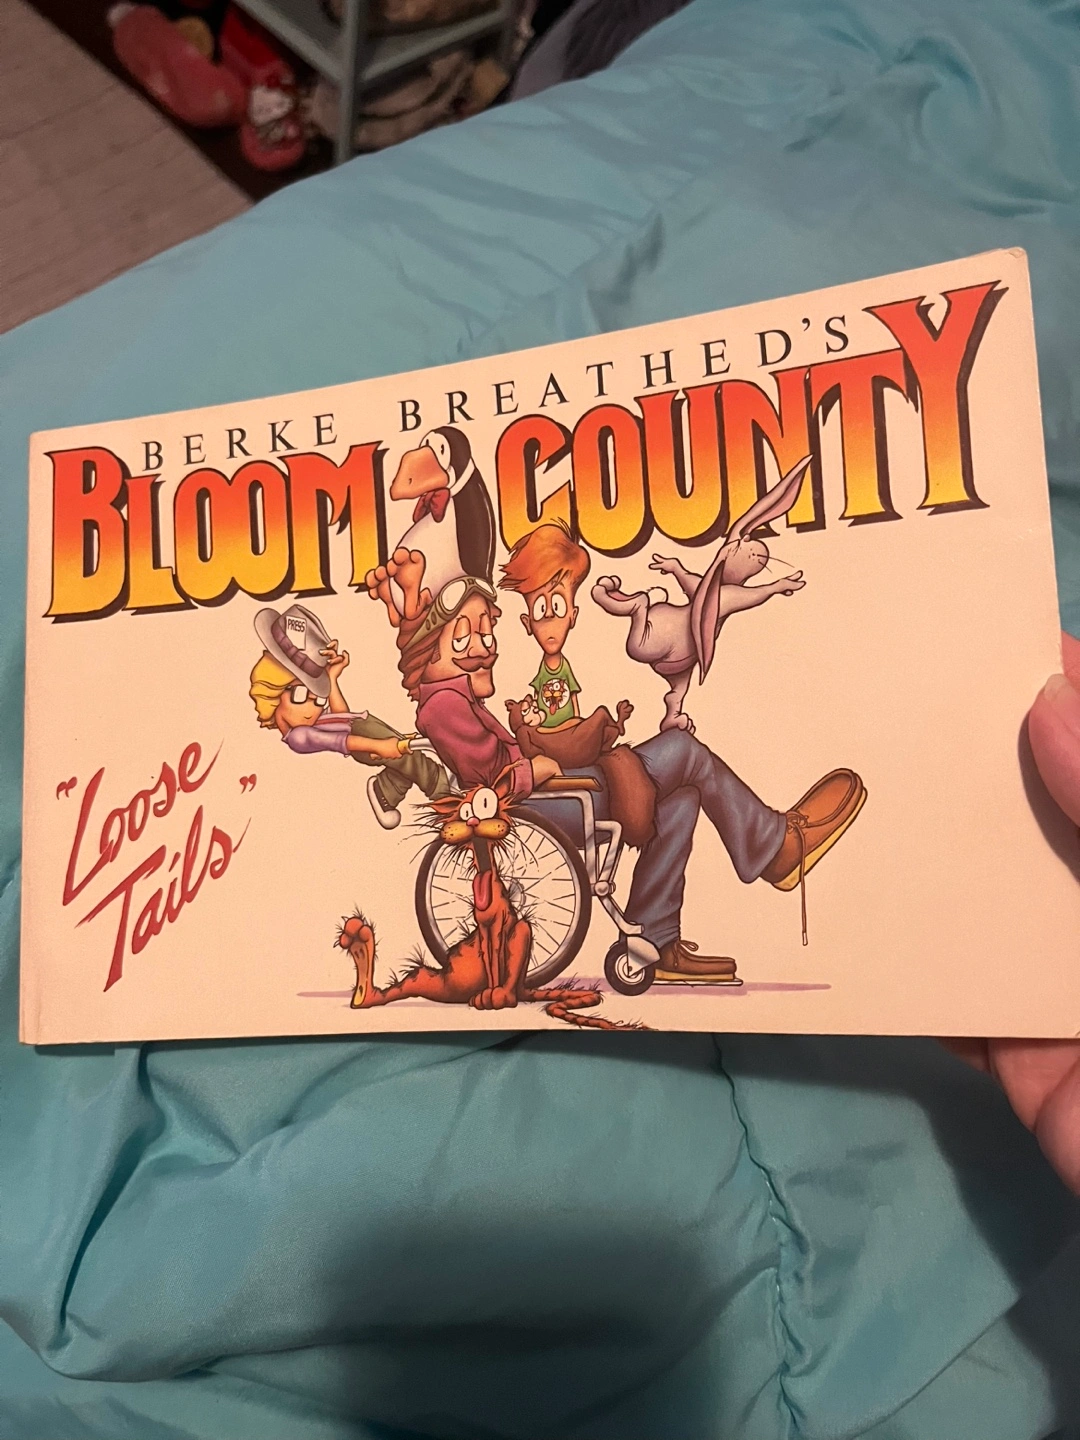 BERKE BREATHED'S
BLOOM COUNTY
PRESS
"Loose
Tails"